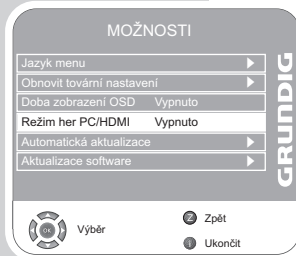 MOŽNOSTI
Jazyk menu
Obnovit tovární nastavení
Doba zobrazení OSD Vypnuto
Režim her PC/HDMI Vypnuto
Automatická aktualizace
Aktualizace software
GRUNDIG
OK
Výběr
Z Zpět
i Ukončit